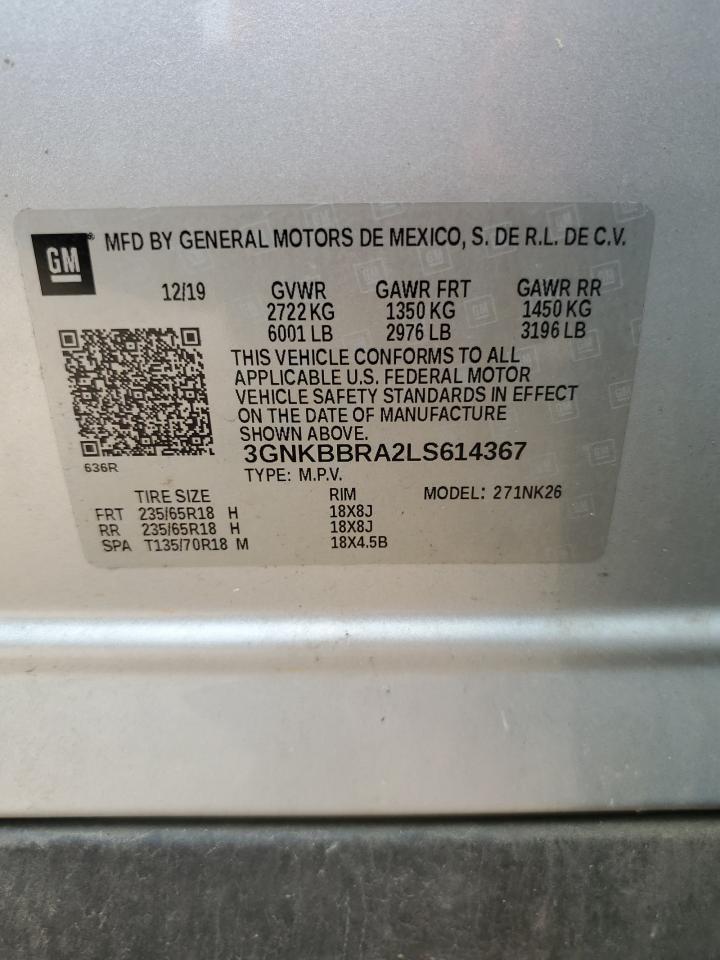 GM
MFD BY GENERAL MOTORS DE MEXICO, S. DE R.L. DE C.V.
12/19 GVWR GAWR FRT GAWR RR
2722 KG 1350 KG 1450 KG
6001 LB 2976 LB 3196 LB
THIS VEHICLE CONFORMS TO ALL
APPLICABLE U.S. FEDERAL MOTOR
VEHICLE SAFETY STANDARDS IN EFFECT
ON THE DATE OF MANUFACTURE
SHOWN ABOVE.
3GNKBBRA2LS614367
636R TYPE: M.P.V.
TIRE SIZE RIM MODEL: 271NK26
FRT 235/65R18 H 18X8J
RR 235/65R18 H 18X8J
SPA T135/70R18 M 18X4.5B